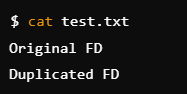 $ cat test.txt
Original FD
Duplicated FD